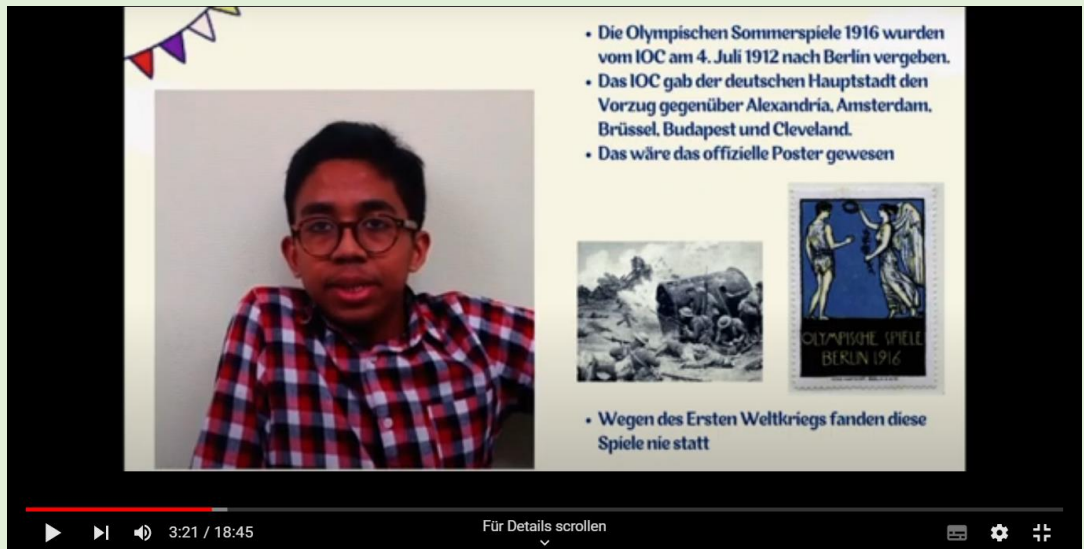 • Die Olympischen Sommerspiele 1916 wurden
vom IOC am 4. Juli 1912 nach Berlin vergeben.
• Das IOC gab der deutschen Hauptstadt den
Vorzug gegenüber Alexandria, Amsterdam,
Brüssel, Budapest und Cleveland.
• Das wäre das offizielle Poster gewesen
OLYMPISCHE SPIELE
BERLIN 1916
• Wegen des Ersten Weltkriegs fanden diese
Spiele nie statt
3:21 / 18:45
Für Details scrollen